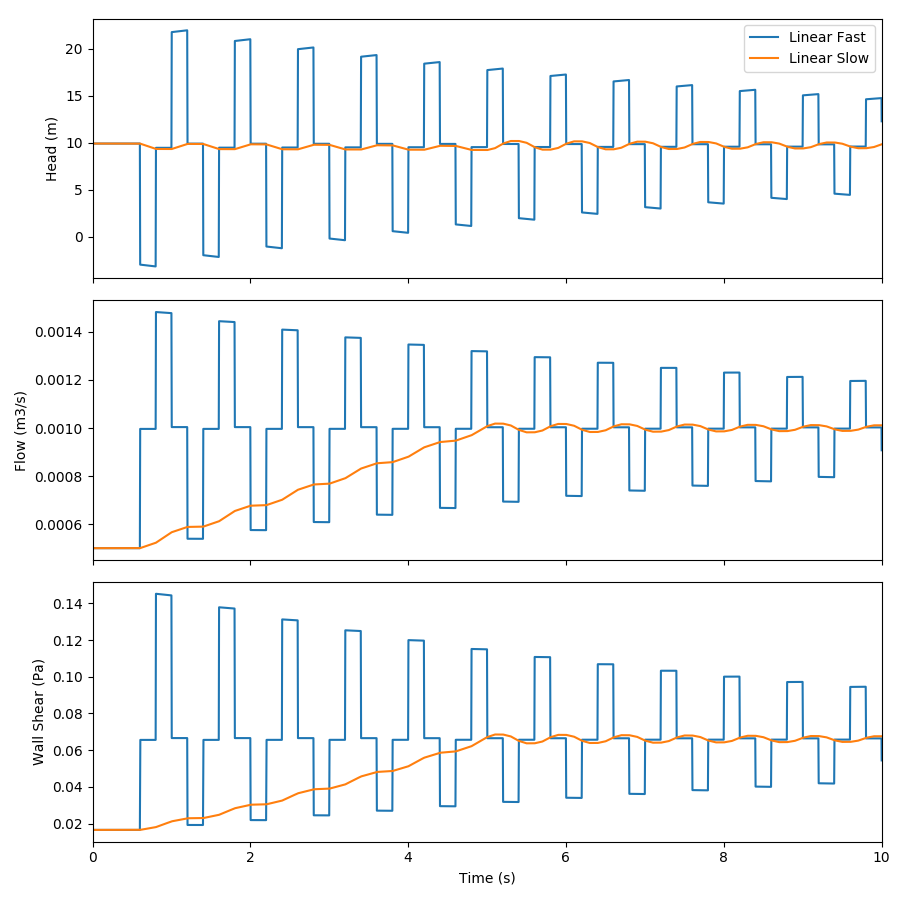 20
15
10
5
0
Head (m)
Linear Fast
Linear Slow
0.0014
0.0012
0.0010
0.0008
0.0006
Flow (m3/s)
0.14
0.12
0.10
0.08
0.06
0.04
0.02
Wall Shear (Pa)
0 2 4 6 8 10
Time (s)